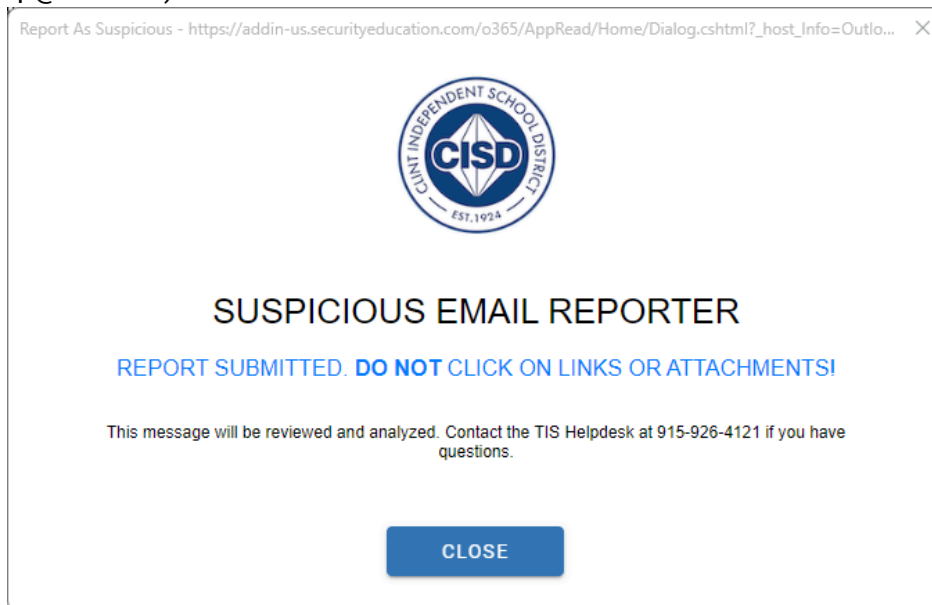 Report As Suspicious - https://addin-us.securityeducation.com/o365/AppRead/Home/Dialog.cshtml?_host_Info=Outlo...
CLINT INDEPENDENT SCHOOL DISTRICT
CISD
EST.1924
SUSPICIOUS EMAIL REPORTER
REPORT SUBMITTED. DO NOT CLICK ON LINKS OR ATTACHMENTS!
This message will be reviewed and analyzed. Contact the TIS Helpdesk at 915-926-4121 if you have
questions.
CLOSE